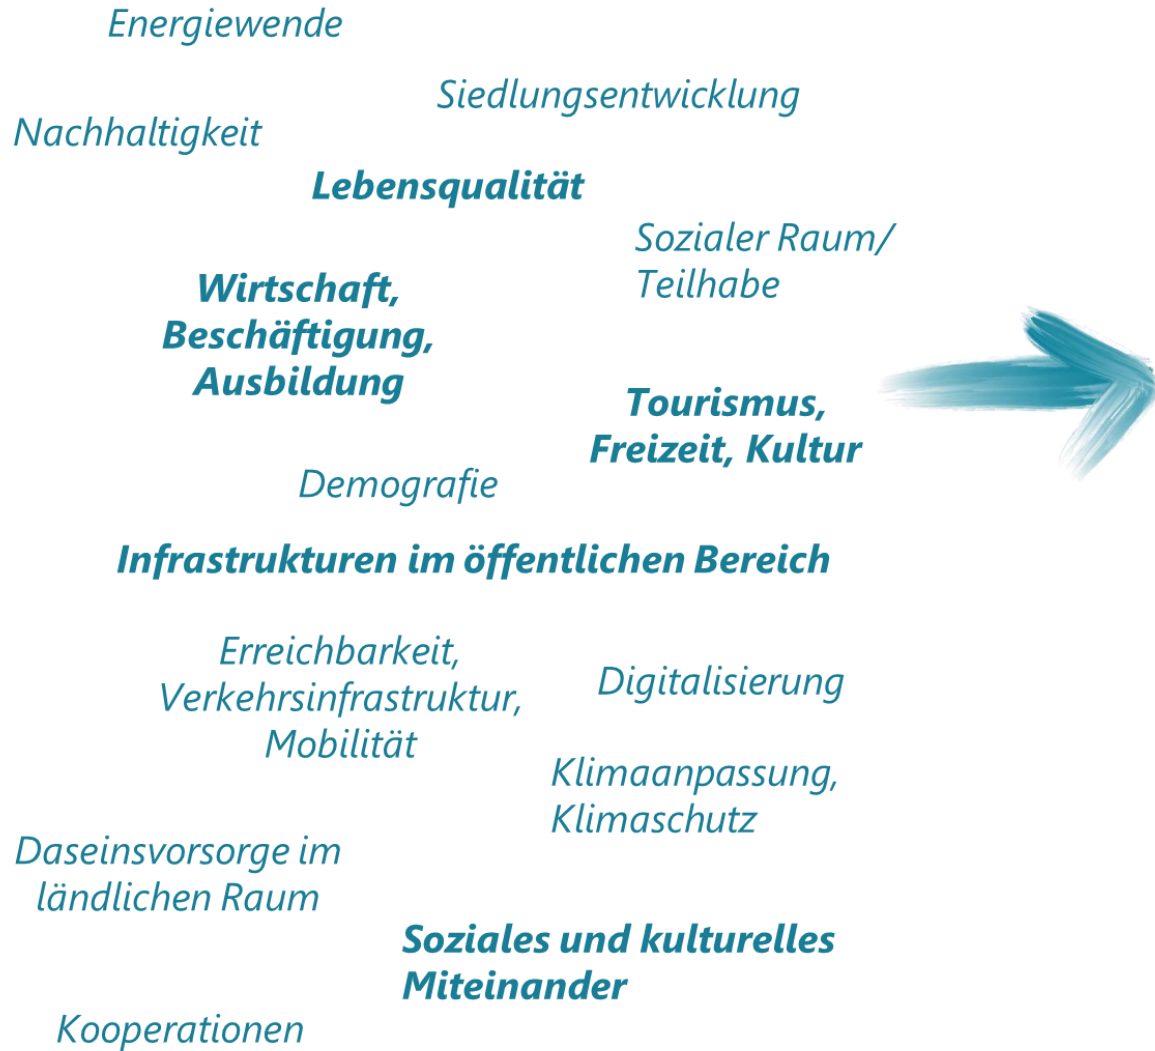 Energiewende
Siedlungsentwicklung
Nachhaltigkeit
Lebensqualität
Sozialer Raum/
Teilhabe
Wirtschaft,
Beschäftigung,
Ausbildung
Tourismus,
Freizeit, Kultur
Demografie
Infrastrukturen im öffentlichen Bereich
Erreichbarkeit,
Verkehrsinfrastruktur,
Mobilität
Digitalisierung
Klimaanpassung,
Klimaschutz
Daseinsvorsorge im
ländlichen Raum
Soziales und kulturelles
Miteinander
Kooperationen